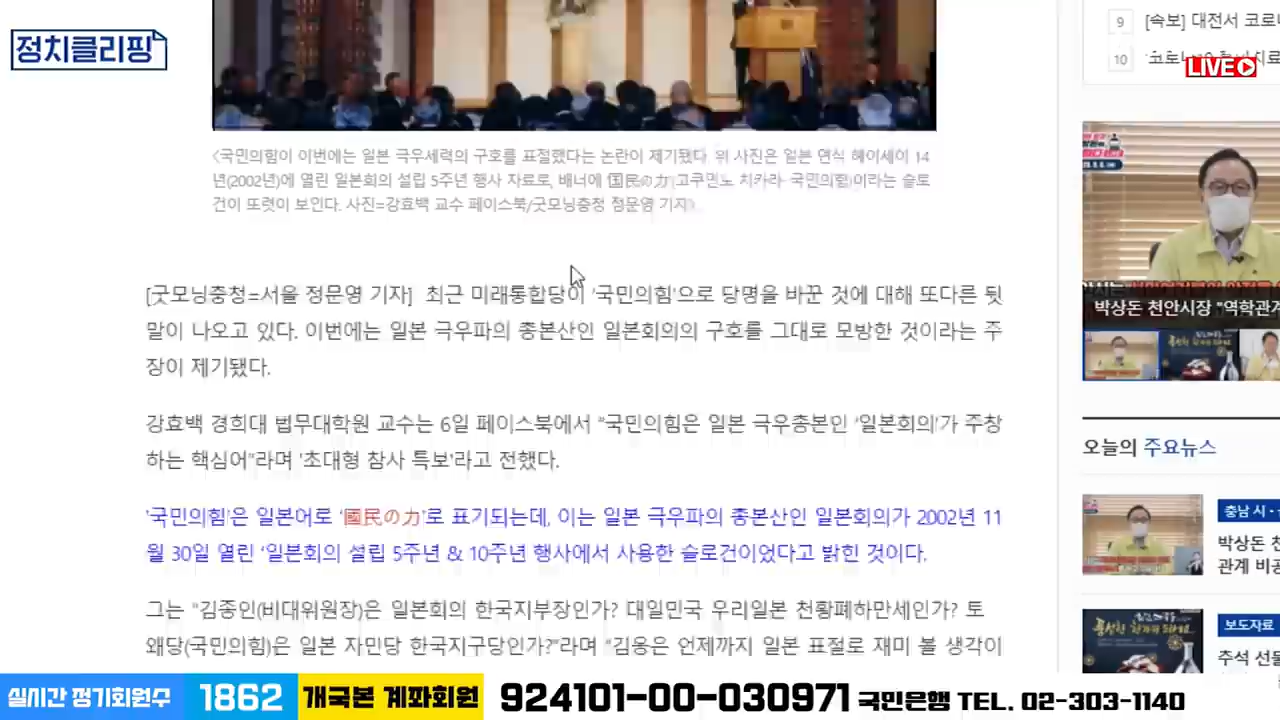 정치클리핑
9 [속보] 대전서 코로
10
LIVE
<국민의힘이 이번에는 일본 극우세력의 구호를 표절했다는 논란이 제기됐다. 위 사진은 일본 연식 헤이세이 14
년(2002년)에 열린 일본회의 설립 5주년 행사 자료로, 배너에 国民の力(고쿠민노 치카라·국민의힘)이라는 슬로
건이 또렷이 보인다. 사진=강효백 교수 페이스북/굿모닝충청 정문영 기자>
[굿모닝충청=서울 정문영 기자] 최근 미래통합당이 '국민의힘'으로 당명을 바꾼 것에 대해 또다른 뒷
말이 나오고 있다. 이번에는 일본 극우파의 총본산인 일본회의의 구호를 그대로 모방한 것이라는 주
장이 제기됐다.
강효백 경희대 법무대학원 교수는 6일 페이스북에서 "국민의힘은 일본 극우총본인 '일본회의'가 주창
하는 핵심어"라며 '초대형 참사 특보'라고 전했다.
'국민의힘'은 일본어로 '國民の力'로 표기되는데, 이는 일본 극우파의 총본산인 일본회의가 2002년 11
월 30일 열린 '일본회의 설립 5주년 & 10주년 행사에서 사용한 슬로건이었다고 밝힌 것이다.
그는 "김종인(비대위원장)은 일본회의 한국지부장인가? 대일민국 우리일본 천황폐하만세인가? 토
왜당(국민의힘)은 일본 자민당 한국지구당인가?"라며 "김용은 언제까지 일본 표절로 재미 볼 생각이
박상돈 천안시장 "역학관계
오늘의 주요뉴스
충남 시·
박상돈 천
관계 비공
보도자료
추석 선물
실시간 정기회원수 1862 개국본 계좌회원 924101-00-030971 국민은행 TEL. 02-303-1140